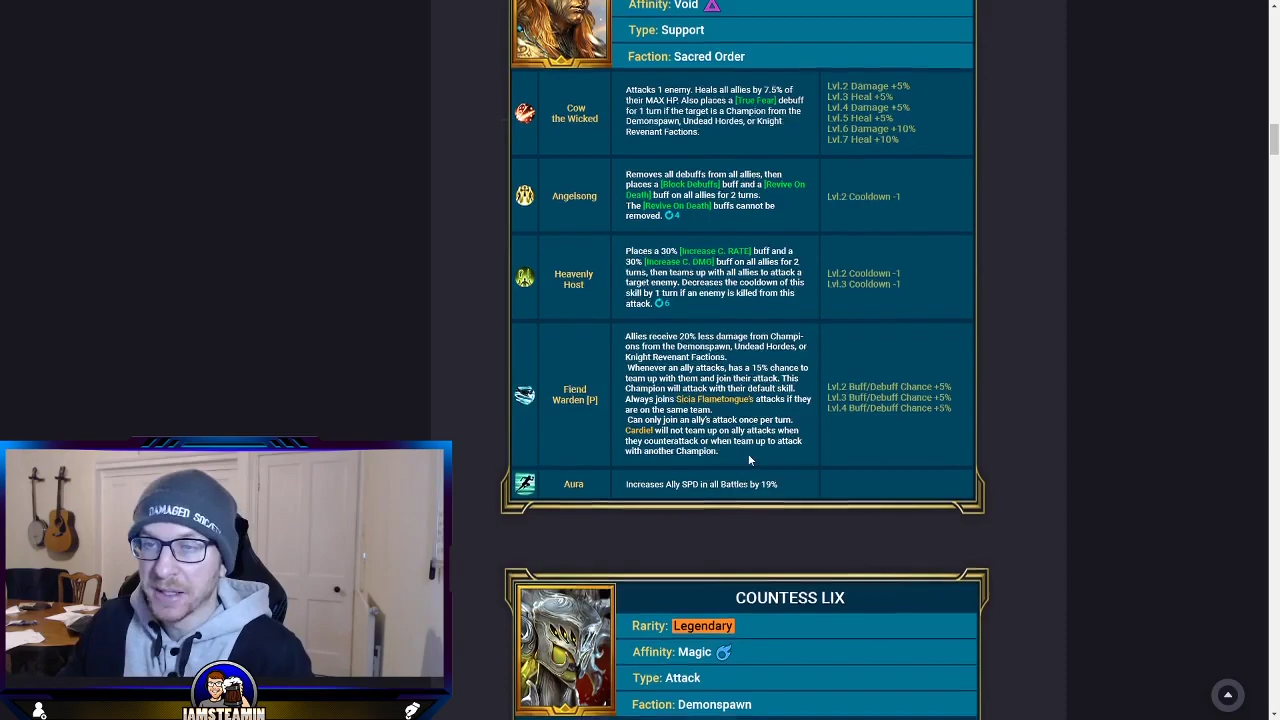 Affinity: Void
Type: Support
Faction: Sacred Order
Cow
the Wicked
Attacks 1 enemy. Heals all allies by 7.5% of
their MAX HP. Also places a [True Fear] debuff
for 1 turn if the target is a Champion from the
Demonspawn, Undead Hordes, or Knight
Revenant Factions.
Lvl.2 Damage +5%
Lvl.3 Heal +5%
Lvl.4 Damage +5%
Lvl.5 Heal +5%
Lvl.6 Damage +10%
Lvl.7 Heal +10%
Angelsong
Removes all debuffs from all allies, then
places a [Block Debuffs] buff and a [Revive On
Death] buff on all allies for 2 turns.
The [Revive On Death] buffs cannot be
removed. 4
Lvl.2 Cooldown -1
Heavenly
Host
Places a 30% [Increase C. RATE] buff and a
30% [Increase C. DMG] buff on all allies for 2
turns, then teams up with all allies to attack a
target enemy. Decreases the cooldown of this
skill by 1 turn if an enemy is killed from this
attack. 6
Lvl.2 Cooldown -1
Lvl.3 Cooldown -1
Fiend
Warden [P]
Allies receive 20% less damage from Champi-
ons from the Demonspawn, Undead Hordes, or
Knight Revenant Factions.
Whenever an ally attacks, has a 15% chance to
team up with them and join their attack. This
Champion will attack with their default skill.
Always joins Sicia Flametongue's attacks if they
are on the same team.
Can only join an ally's attack once per turn.
Cardiel will not team up on ally attacks when
they counterattack or when team up to attack
with another Champion.
Lvl.2 Buff/Debuff Chance +5%
Lvl.3 Buff/Debuff Chance +5%
Lvl.4 Buff/Debuff Chance +5%
Aura
Increases Ally SPD in all Battles by 19%
COUNTESS LIX
Rarity: Legendary
Affinity: Magic
Type: Attack
Faction: Demonspawn
DAMAGED SOC
IAMSTEAMIN